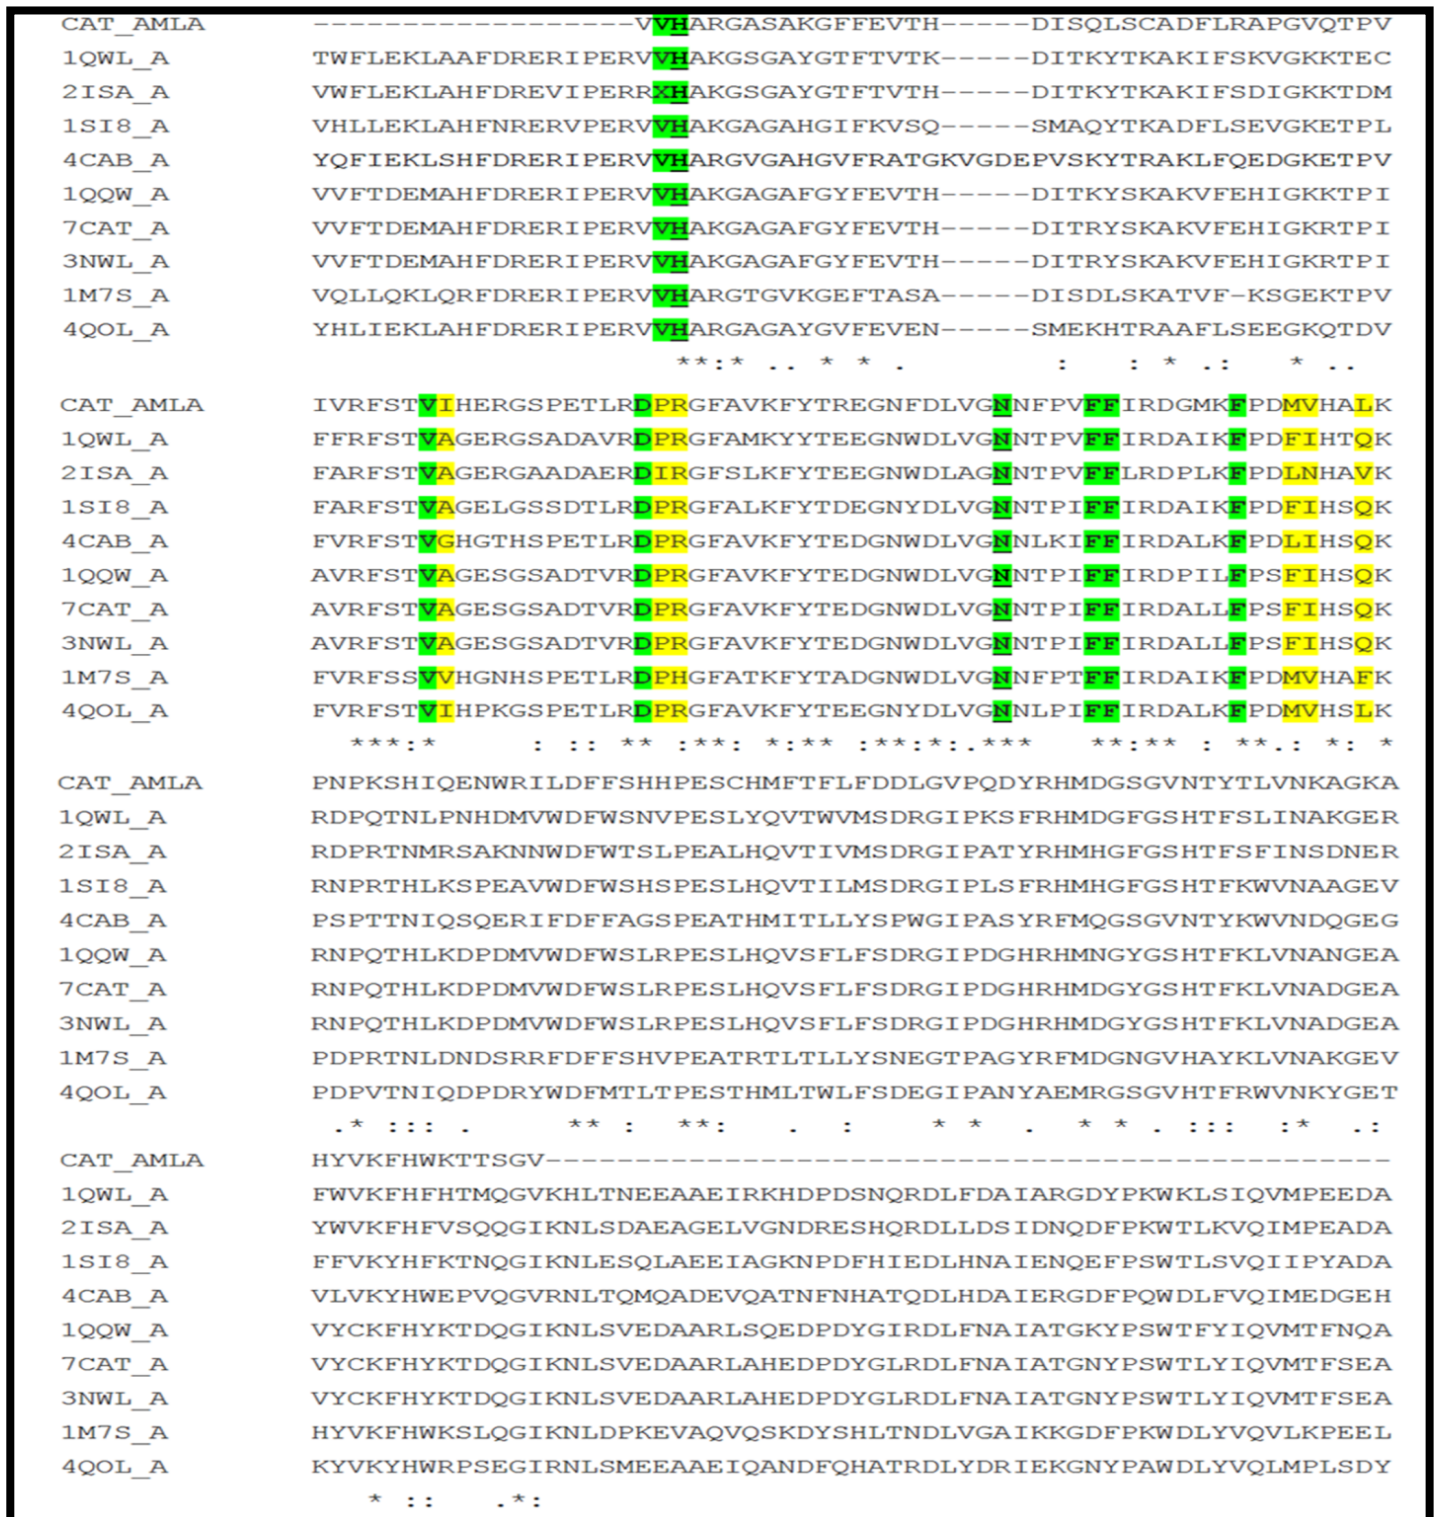 CAT_AMLA ------------------VVHARGASAKGFFEVTH-----DISQLSCADFLRAPGVQTPV
1QWL_A TWFLEKLAAFDRERIPERVVHAKGSGAYGTFTVTK-----DITKYTKAKIFSKVGKKTEC
2ISA_A VWFLEKLAHFDREVIPERRXHAKGSGAYGTFTVTH-----DITKYTKAKIFSDIGKKTDM
1SI8_A VHLLEKLAHFNRERVPERVVHAKGAGAHGIFKVSQ-----SMAQYTKADFLSEVGKETPL
4CAB_A YQFIEKLSHFDRERIPERVVHARGVGAHGVFRATGKVGDEPVSKYTRAKLFQEDGKETPV
1QQW_A VVFTDEMAHFDRERIPERVVHAKGAGAFGYFEVTH-----DITKYSKAKVFEHIGKKTPI
7CAT_A VVFTDEMAHFDRERIPERVVHAKGAGAFGYFEVTH-----DITRYSKAKVFEHIGKRTPI
3NWL_A VVFTDEMAHFDRERIPERVVHAKGAGAFGYFEVTH-----DITRYSKAKVFEHIGKRTPI
1M7S_A VQLLQKLQRFDRERIPERVVHARGTGVKGEFTASA-----DISDLSKATVF-KSGEKTPV
4QOL_A YHLIEKLAHFDRERIPERVVHARGAGAYGVFEVEN-----SMEKHTRAAFLSEEGKQTDV
**:* .. * * . : : * .: * ..
CAT_AMLA IVRFSTVIHERGSPETLRDPRGFAVKFYTREGNFDLVGNNFPVFFIRDGMKFPDMVHALK
1QWL_A FFRFSTVAGERGSADAVRDPRGFAMKYYTEEGNWDLVGNNTPVFFIRDAIKFPDFIHTQK
2ISA_A FARFSTVAGERGAADAERDIRGFSLKFYTEEGNWDLAGNNTPVFFLRDPLKFPDLNHAVK
1SI8_A FARFSTVAGELGSSDTLRDPRGFALKFYTDEGNYDLVGNNTPIFFIRDAIKFPDFIHSQK
4CAB_A FVRFSTVGHGTHSPETLRDPRGFAVKFYTEDGNWDLVGNNLKIFFIRDALKFPDLIHSQK
1QQW_A AVRFSTVAGESGSADTVRDPRGFAVKFYTEDGNWDLVGNNTPIFFIRDPILFPSFIHSQK
7CAT_A AVRFSTVAGESGSADTVRDPRGFAVKFYTEDGNWDLVGNNTPIFFIRDALLFPSFIHSQK
3NWL_A AVRFSTVAGESGSADTVRDPRGFAVKFYTEDGNWDLVGNNTPIFFIRDALLFPSFIHSQK
1M7S_A FVRFSSVVHGNHSPETLRDPHGFATKFYTADGNWDLVGNNFPTFFIRDAIKFPDMVHAFK
4QOL_A FVRFSTVIHPKGSPETLRDPRGFAVKFYTEEGNYDLVGNNLPIFFIRDALKFPDMVHSLK
***:* : :: ** :**: *:** :**:*:.*** **:** : **.: *: *
CAT_AMLA PNPKSHIQENWRILDFFSHHPESCHMFTFLFDDLGVPQDYRHMDGSGVNTYTLVNKAGKA
1QWL_A RDPQTNLPNHDMVWDFWSNVPESLYQVTWVMSDRGIPKSFRHMDGFGSHTFSLINAKGER
2ISA_A RDPRTNMRSAKNNWDFWTSLPEALHQVTIVMSDRGIPATYRHMHGFGSHTFSFINSDNER
1SI8_A RNPRTHLKSPEAVWDFWSHSPESLHQVTILMSDRGIPLSFRHMHGFGSHTFKWVNAAGEV
4CAB_A PSPTTNIQSQERIFDFFAGSPEATHMITLLYSPWGIPASYRFMQGSGVNTYKWVNDQGEG
1QQW_A RNPQTHLKDPDMVWDFWSLRPESLHQVSFLFSDRGIPDGHRHMNGYGSHTFKLVNANGEA
7CAT_A RNPQTHLKDPDMVWDFWSLRPESLHQVSFLFSDRGIPDGHRHMDGYGSHTFKLVNADGEA
3NWL_A RNPQTHLKDPDMVWDFWSLRPESLHQVSFLFSDRGIPDGHRHMDGYGSHTFKLVNADGEA
1M7S_A PDPRTNLDNDSRRFDFFSHVPEATRTLTLLYSNEGTPAGYRFMDGNGVHAYKLVNAKGEV
4QOL_A PDPVTNIQDPDRYWDFMTLTPESTHMLTWLFSDEGIPANYAEMRGSGVHTFRWVNKYGET
.* ::: . ** : **: . : * * . * * . ::: :* .:
CAT_AMLA HYVKFHWKTTSGV-----------------------------------------------
1QWL_A FWVKFHFHTMQGVKHLTNEEAAEIRKHDPDSNQRDLFDAIARGDYPKWKLSIQVMPEEDA
2ISA_A YWVKFHFVSQQGIKNLSDAEAGELVGNDRESHQRDLLDSIDNQDFPKWTLKVQIMPEADA
1SI8_A FFVKYHFKTNQGIKNLESQLAEEIAGKNPDFHIEDLHNAIENQEFPSWTLSVQIIPYADA
4CAB_A VLVKYHWEPVQGVRNLTQMQADEVQATNFNHATQDLHDAIERGDFPQWDLFVQIMEDGEH
1QQW_A VYCKFHYKTDQGIKNLSVEDAARLSQEDPDYGIRDLFNAIATGKYPSWTFYIQVMTFNQA
7CAT_A VYCKFHYKTDQGIKNLSVEDAARLAHEDPDYGLRDLFNAIATGNYPSWTLYIQVMTFSEA
3NWL_A VYCKFHYKTDQGIKNLSVEDAARLAHEDPDYGLRDLFNAIATGNYPSWTLYIQVMTFSEA
1M7S_A HYVKFHWKSLQGIKNLDPKEVAQVQSKDYSHLTNDLVGAIKKGDFPKWDLYVQVLKPEEL
4QOL_A KYVKYHWRPSEGIRNLSMEEAAEIQANDFQHATRDLYDRIEKGNYPAWDLYVQLMPLSDY
* :: .*: